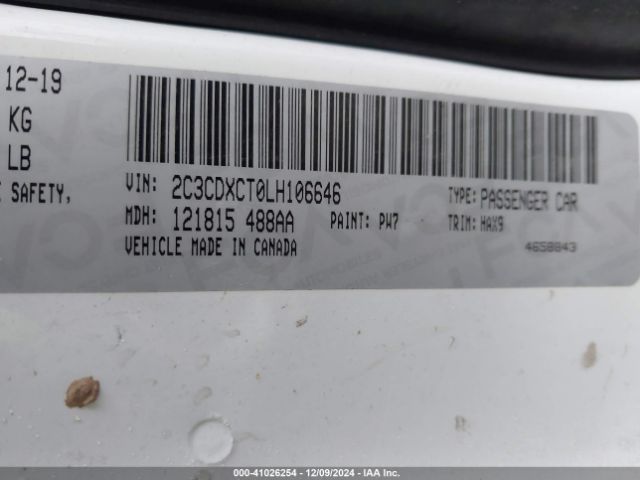 12-19
KG
LB
SAFETY,
VIN: 2C3CDXCT0LH106646
TYPE: PASSENGER CAR
MDH: 121815 488AA
PAINT: PW7
TRIM: HAX9
VEHICLE MADE IN CANADA
4658843
000-41026254 - 12/09/2024 - IAA Inc.